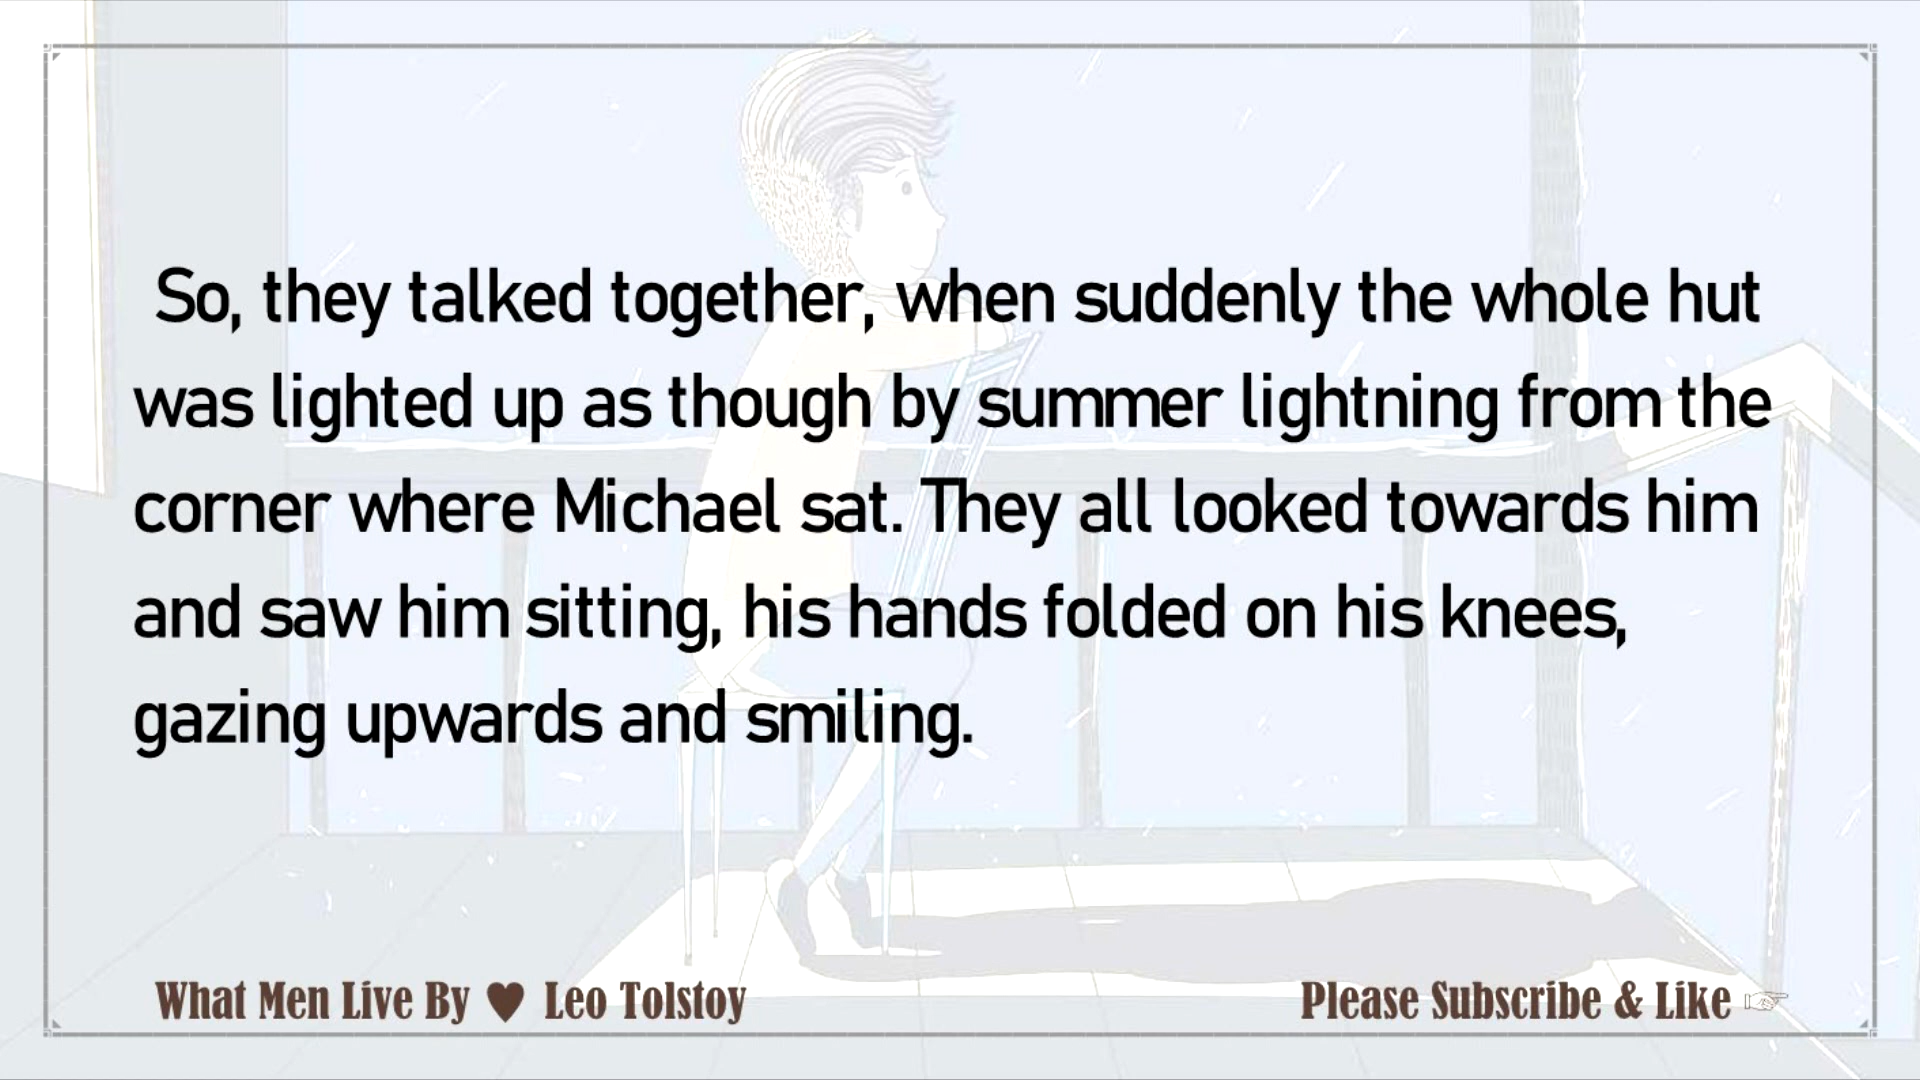 So, they talked together, when suddenly the whole hut
was lighted up as though by summer lightning from the
corner where Michael sat. They all looked towards him
and saw him sitting, his hands folded on his knees,
gazing upwards and smiling.
What Men Live By ♥ Leo Tolstoy
Please Subscribe & Like ☞